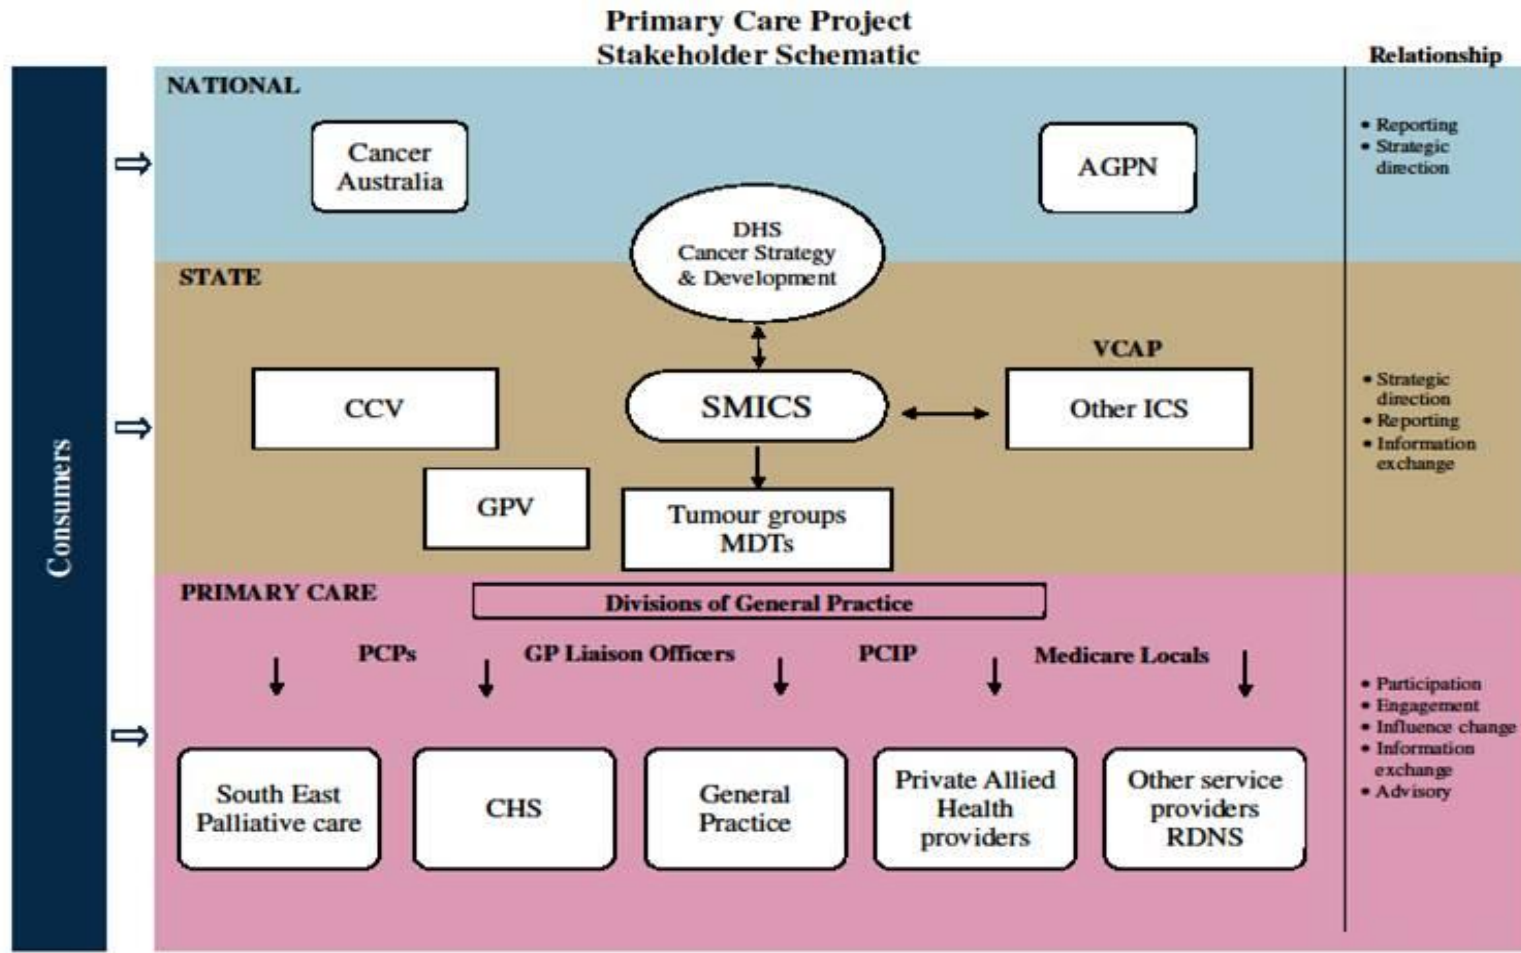 Primary Care Project
Stakeholder Schematic
Relationship
Consumers
NATIONAL
Cancer
Australia
AGPN
• Reporting
• Strategic
direction
DHS
Cancer Strategy
& Development
STATE
VCAP
CCV
SMICS
Other ICS
• Strategic
direction
• Reporting
• Information
exchange
GPV
Tumour groups
MDTs
PRIMARY CARE
Divisions of General Practice
PCPs
GP Liaison Officers
PCIP
Medicare Locals
• Participation
• Engagement
• Influence change
• Information
exchange
• Advisory
South East
Palliative care
CHS
General
Practice
Private Allied
Health
providers
Other service
providers
RDNS